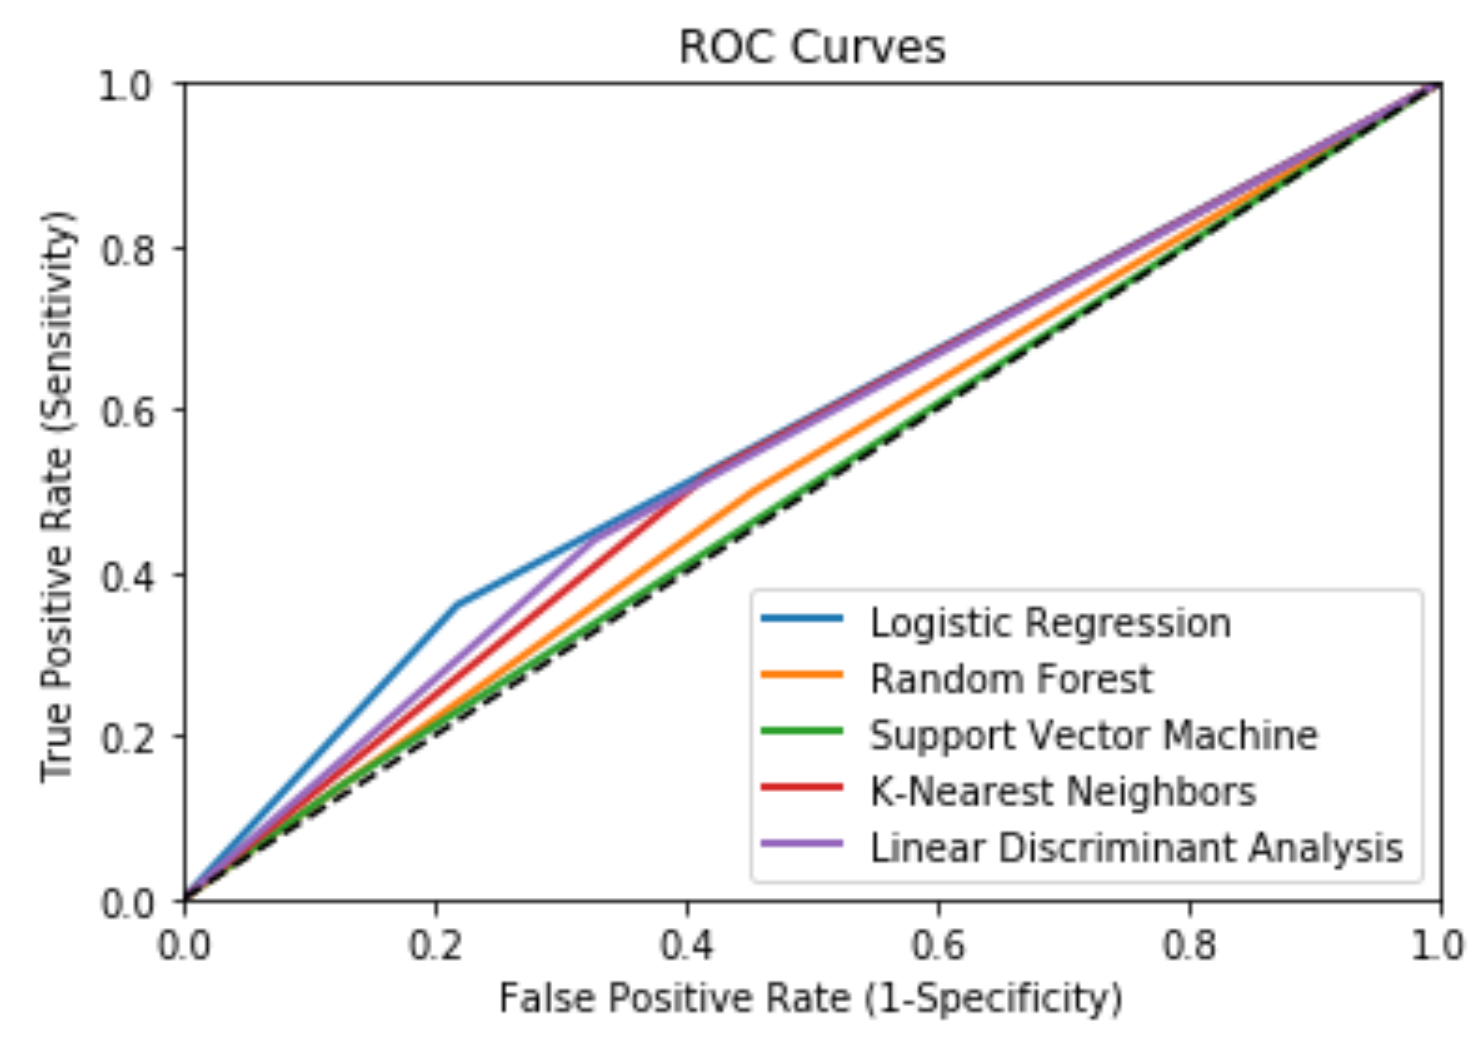 ROC Curves
1.0
0.8
0.6
0.4
0.2
0.0
True Positive Rate (Sensitivity)
Logistic Regression
Random Forest
Support Vector Machine
K-Nearest Neighbors
Linear Discriminant Analysis
0.0 0.2 0.4 0.6 0.8 1.0
False Positive Rate (1-Specificity)